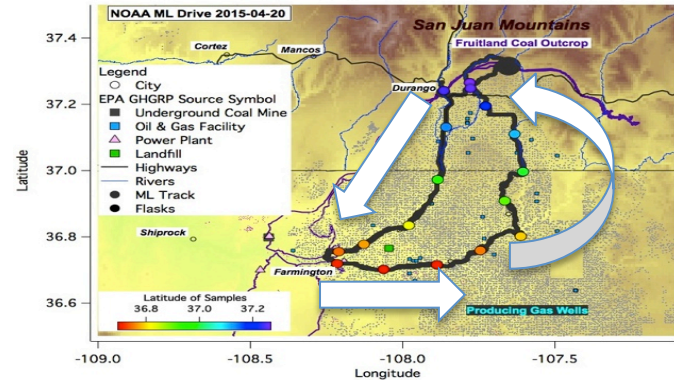 NOAA ML Drive 2015-04-20
San Juan Mountains
Fruitland Coal Outcrop
Cortez
Mancos
Durango
Legend
City
EPA GHGRP Source Symbol
Underground Coal Mine
Oil & Gas Facility
Power Plant
Landfill
Highways
Rivers
ML Track
Flasks
Shiprock
Farmington
Latitude of Samples
36.8 37.0 37.2
Producing Gas Wells
37.4
37.2
37.0
36.8
36.6
Latitude
-109.0 -108.5 -108.0 -107.5
Longitude